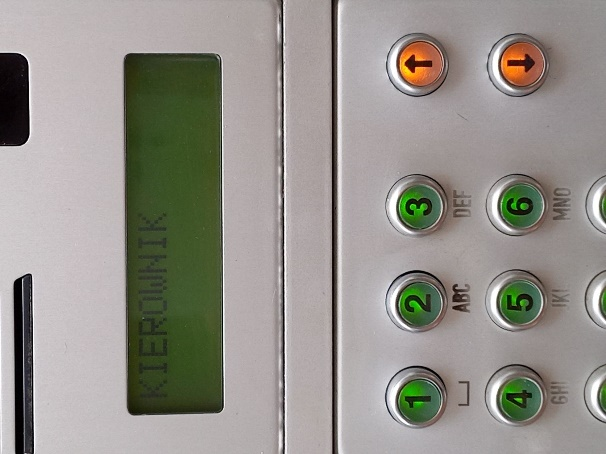 KIEROWNIK
1 2 3 ↑
␣ ABC DEF
4 5 6 ↓
GHI JKL MNO